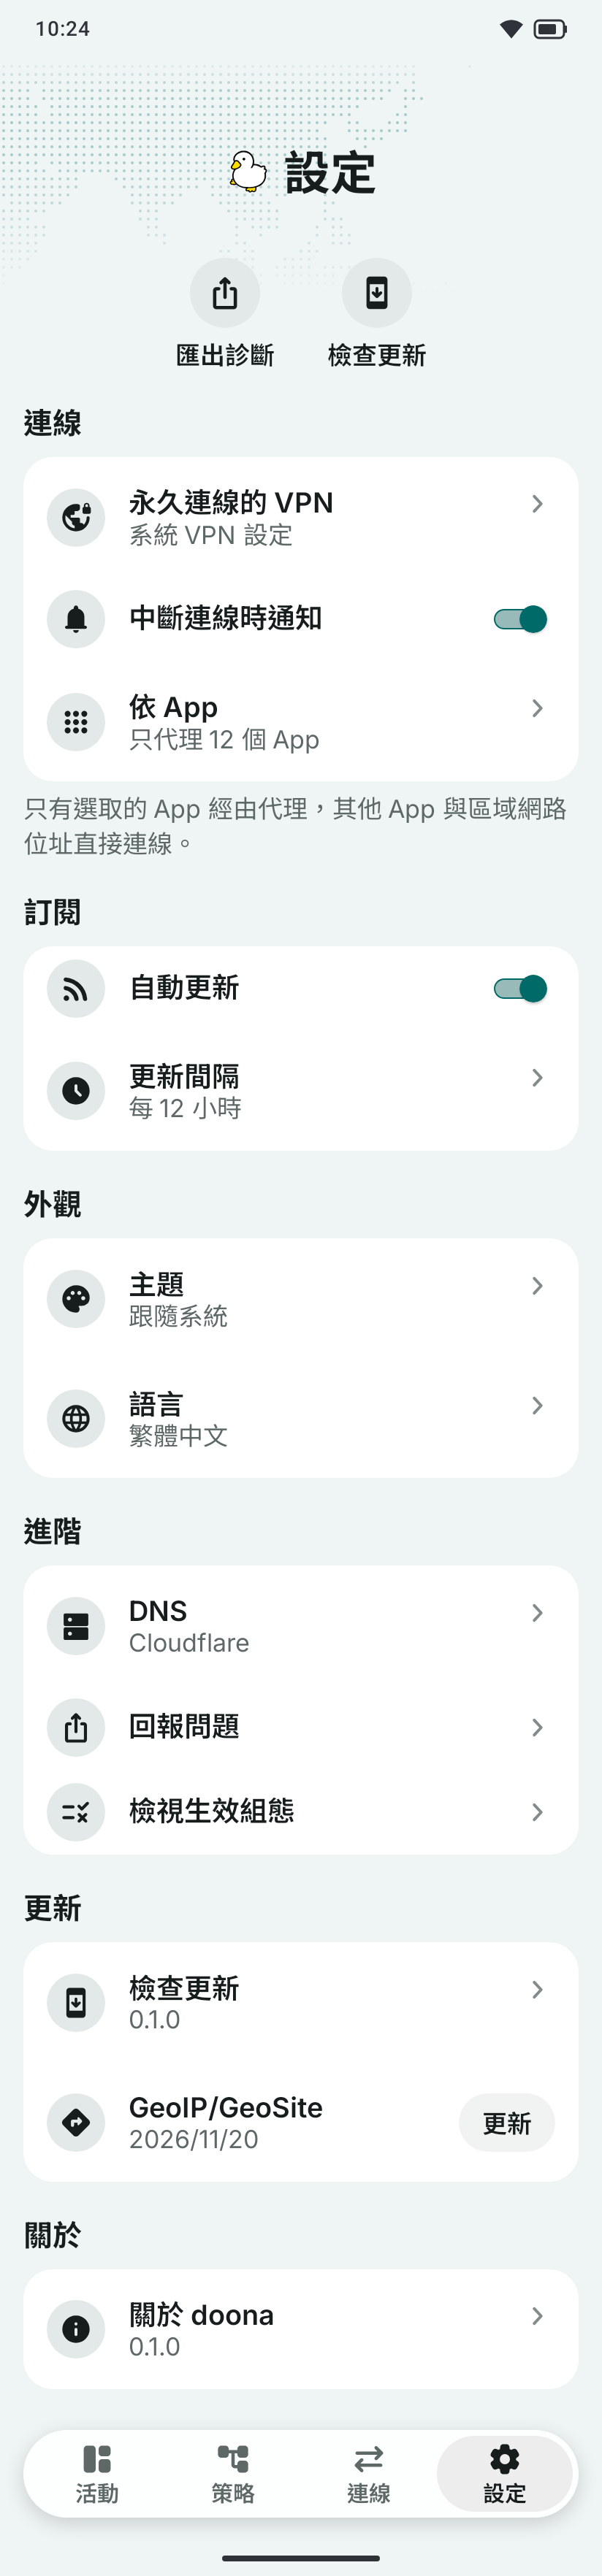 10:24
設定
匯出診斷
檢查更新
連線
永久連線的 VPN
系統 VPN 設定
中斷連線時通知
依 App
只代理 12 個 App
只有選取的 App 經由代理，其他 App 與區域網路
位址直接連線。
訂閱
自動更新
更新間隔
每 12 小時
外觀
主題
跟隨系統
語言
繁體中文
進階
DNS
Cloudflare
回報問題
檢視生效組態
更新
檢查更新
0.1.0
GeoIP/GeoSite
2026/11/20
更新
關於
關於 doona
0.1.0
活動
策略
連線
設定